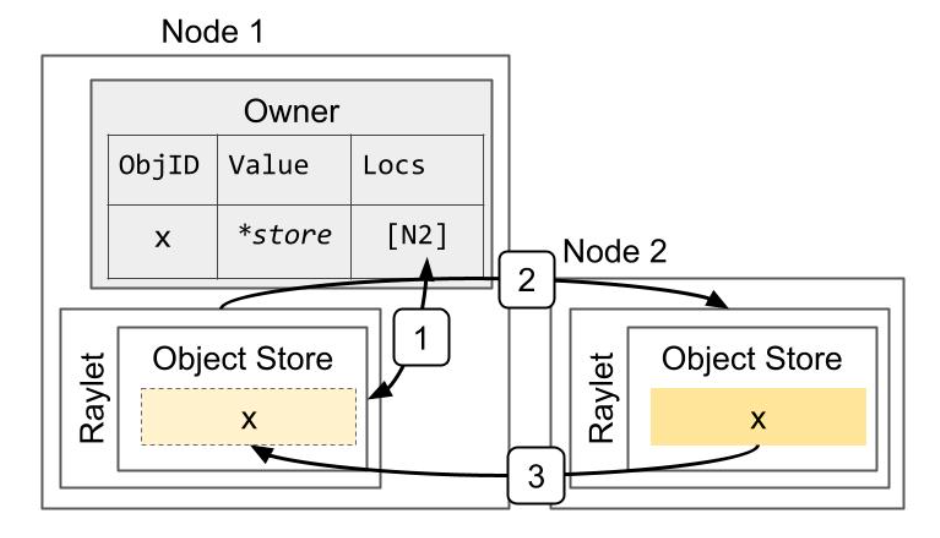 Node 1
Owner
ObjID Value Locs
x *store [N2]
Node 2
2
1
Raylet
Object Store
x
Raylet
Object Store
x
3